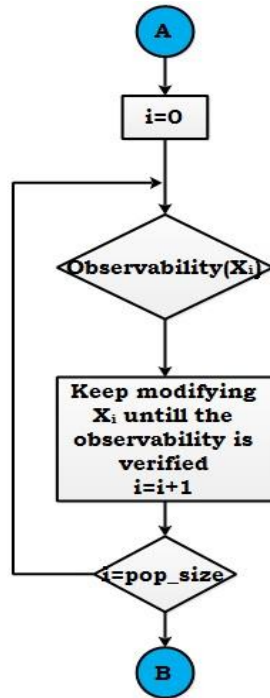 A
i=0
Observability(Xi)
Keep modifying
Xi untill the
observability is
verified
i=i+1
i=pop_size
B